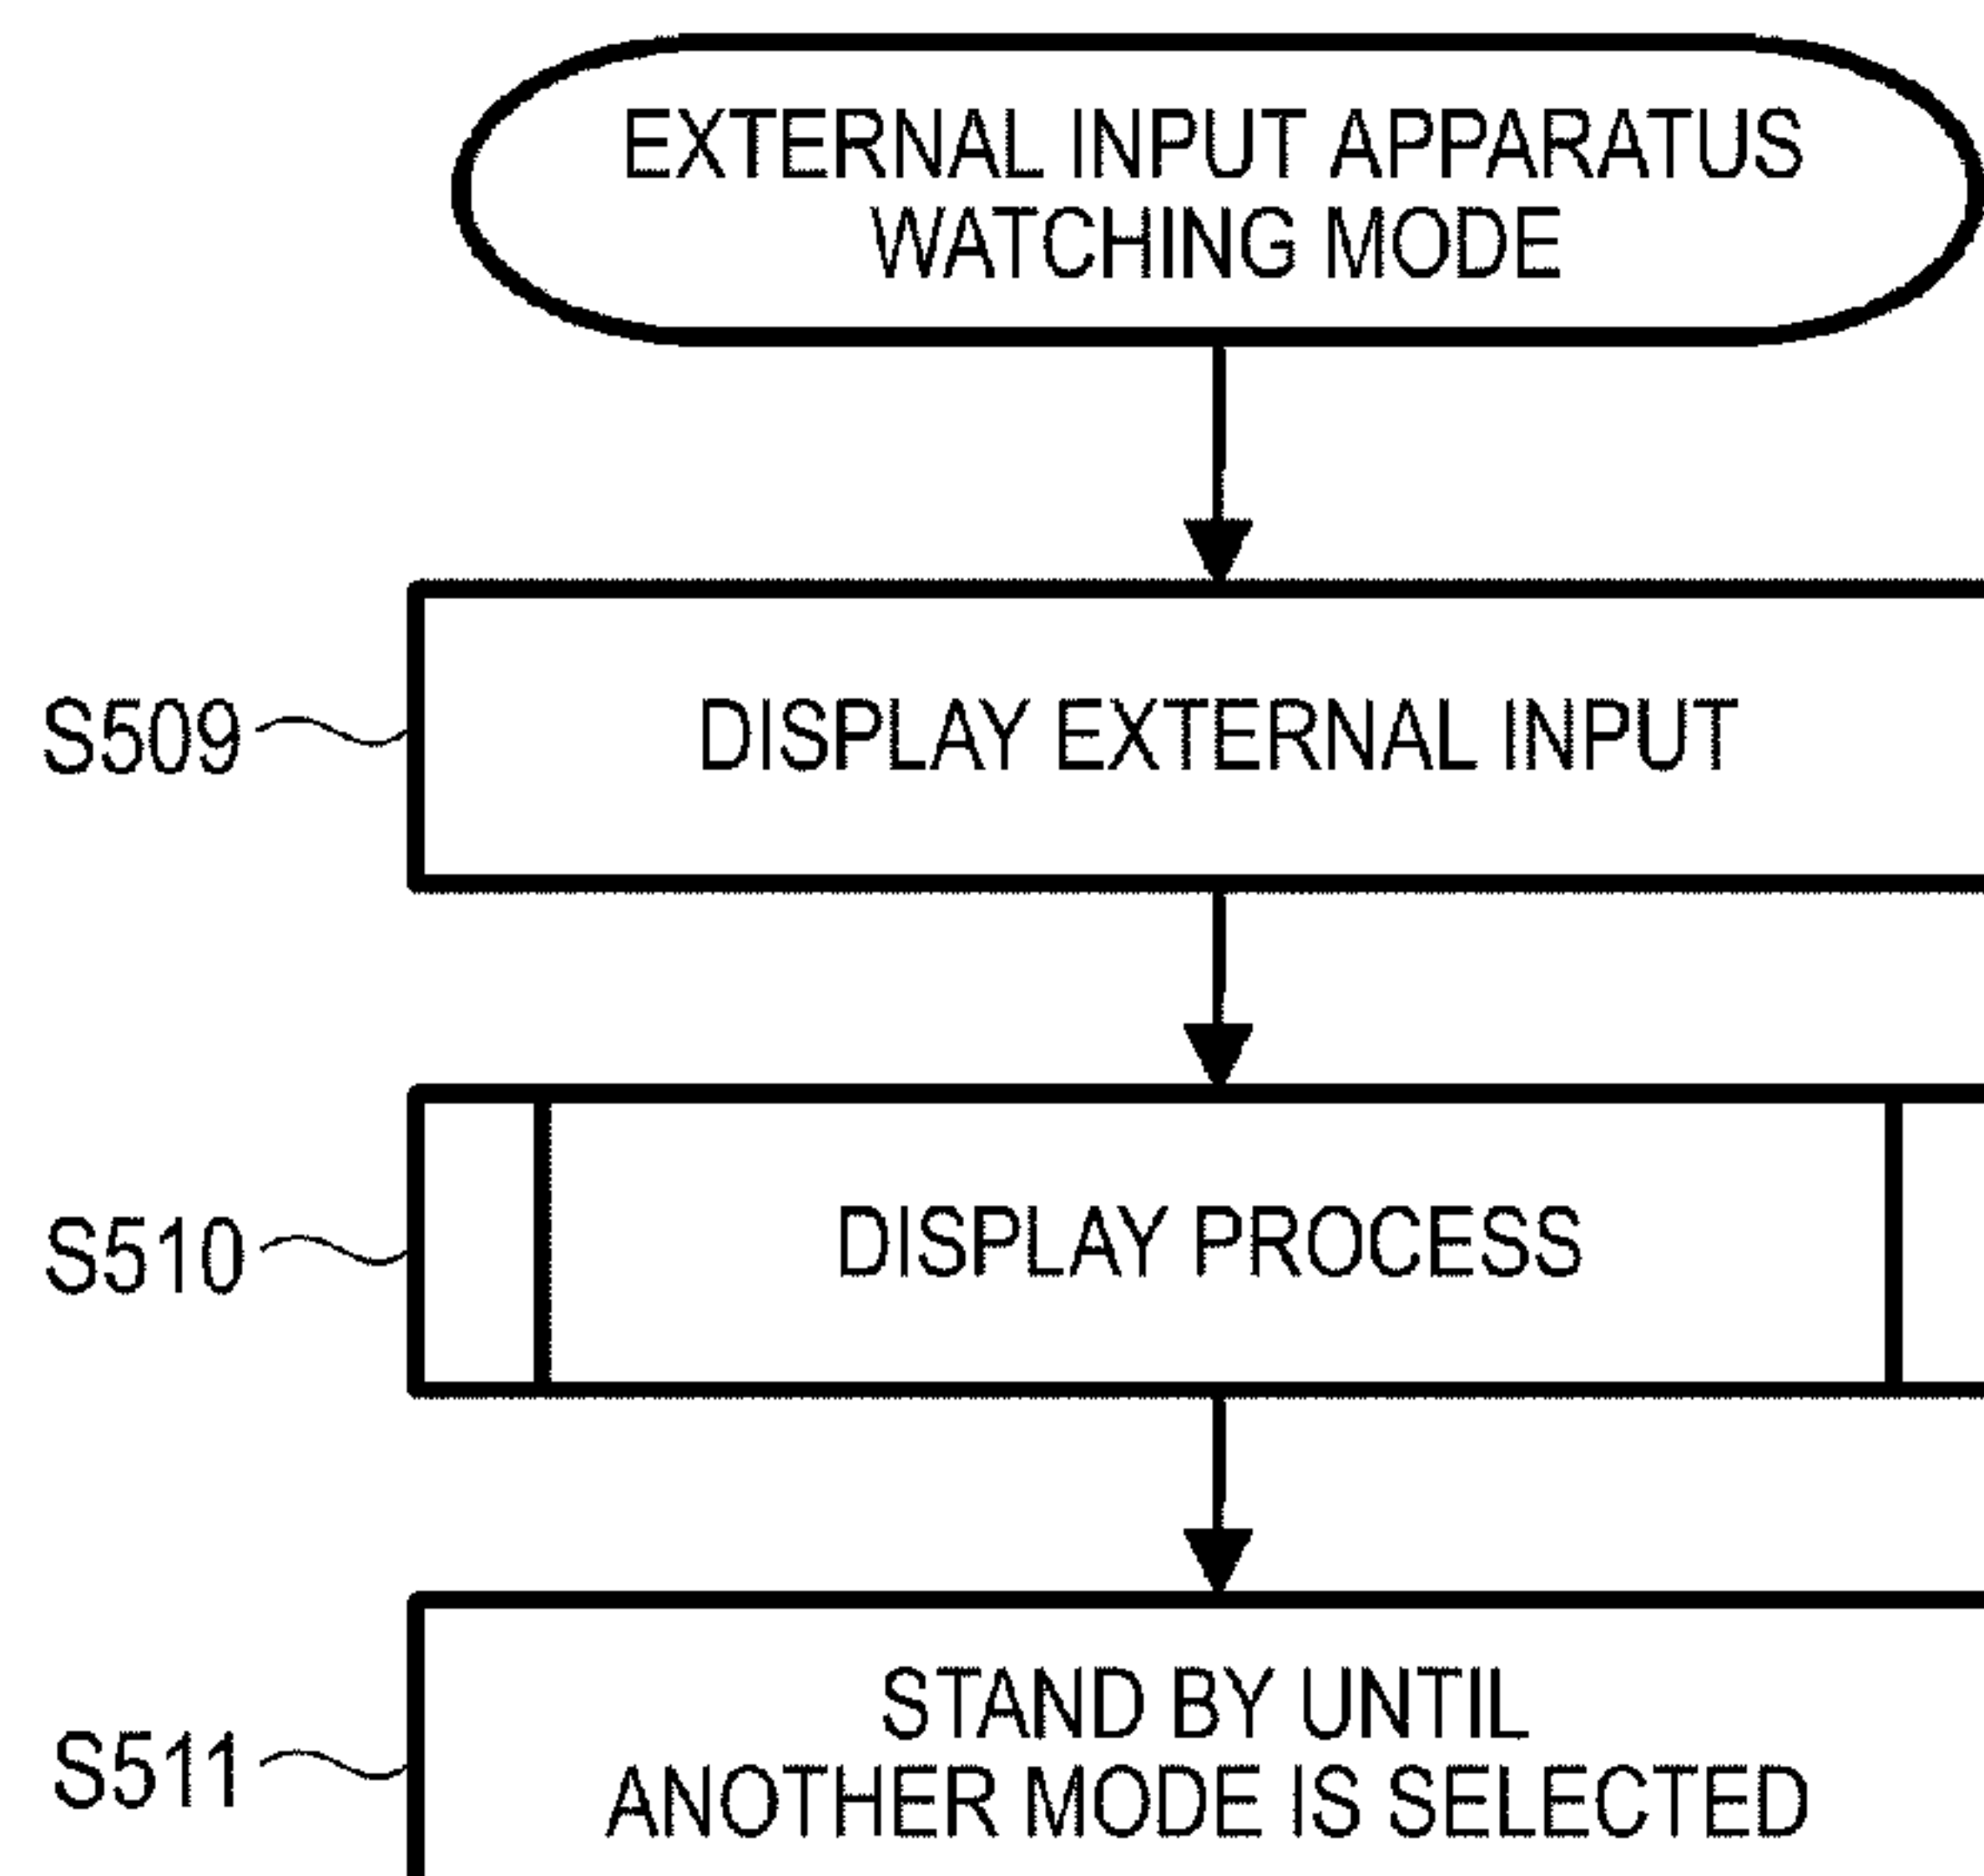 EXTERNAL INPUT APPARATUS
WATCHING MODE
S509
DISPLAY EXTERNAL INPUT
S510
DISPLAY PROCESS
S511
STAND BY UNTIL
ANOTHER MODE IS SELECTED